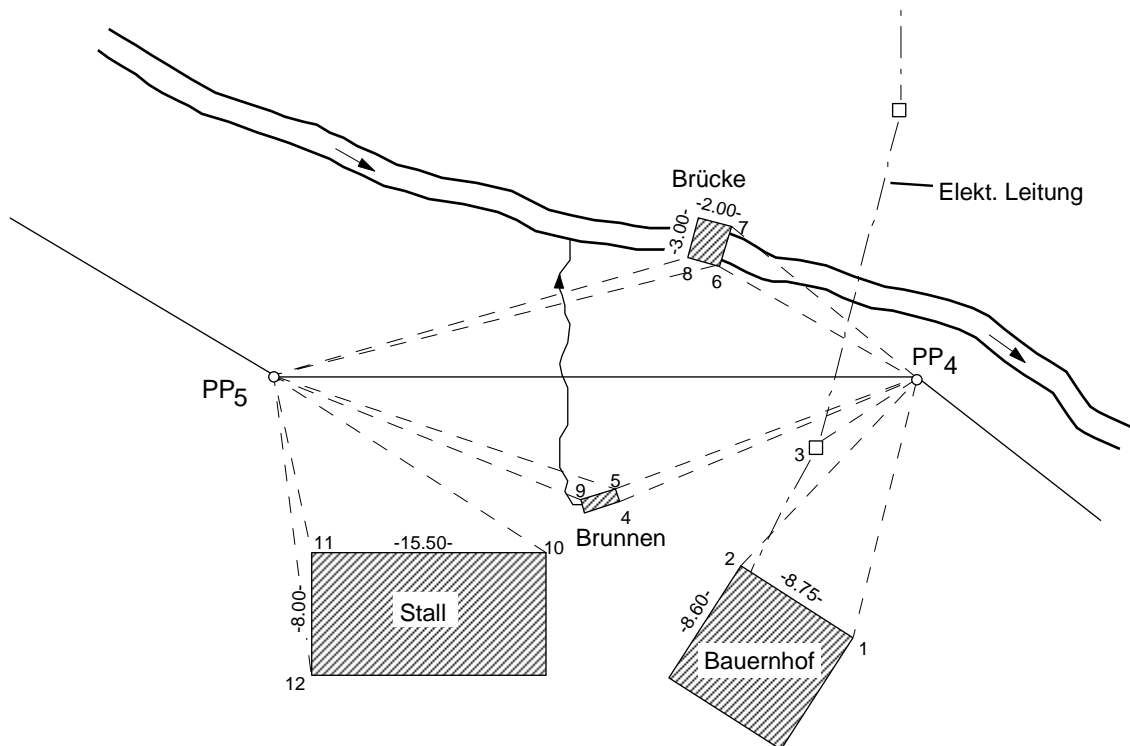 Brücke
-2.00-
7
-3.00-
8
6
Elekt. Leitung
PP4
PP5
3
9
5
4
Brunnen
11
-15.50-
10
2
-8.75-
-8.00-
Stall
-8.60-
1
Bauernhof
12